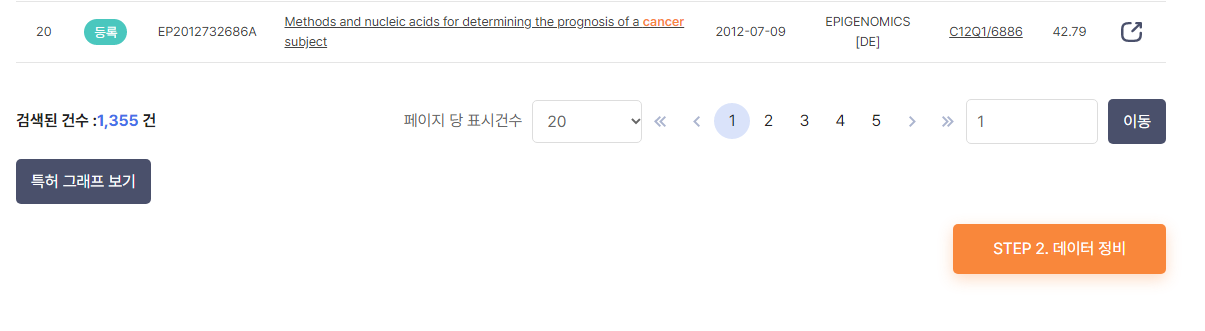 20 등록 EP2012732686A Methods and nucleic acids for determining the prognosis of a cancer subject 2012-07-09 EPIGENOMICS [DE] C12Q1/6886 42.79
검색된 건수 :1,355 건 페이지 당 표시건수 20 « ‹ 1 2 3 4 5 › » 1 이동
특허 그래프 보기
STEP 2. 데이터 정비